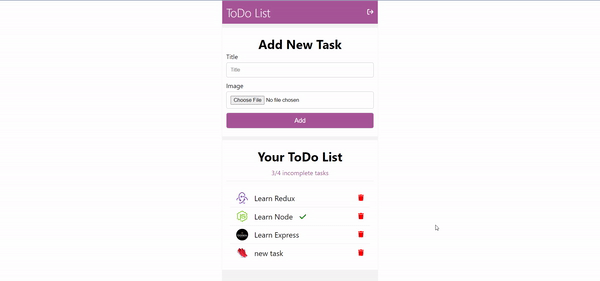 ToDo List
Add New Task
Title
Title
Image
Choose File No file chosen
Add
Your ToDo List
3/4 incomplete tasks
Learn Redux
Learn Node
Learn Express
new task